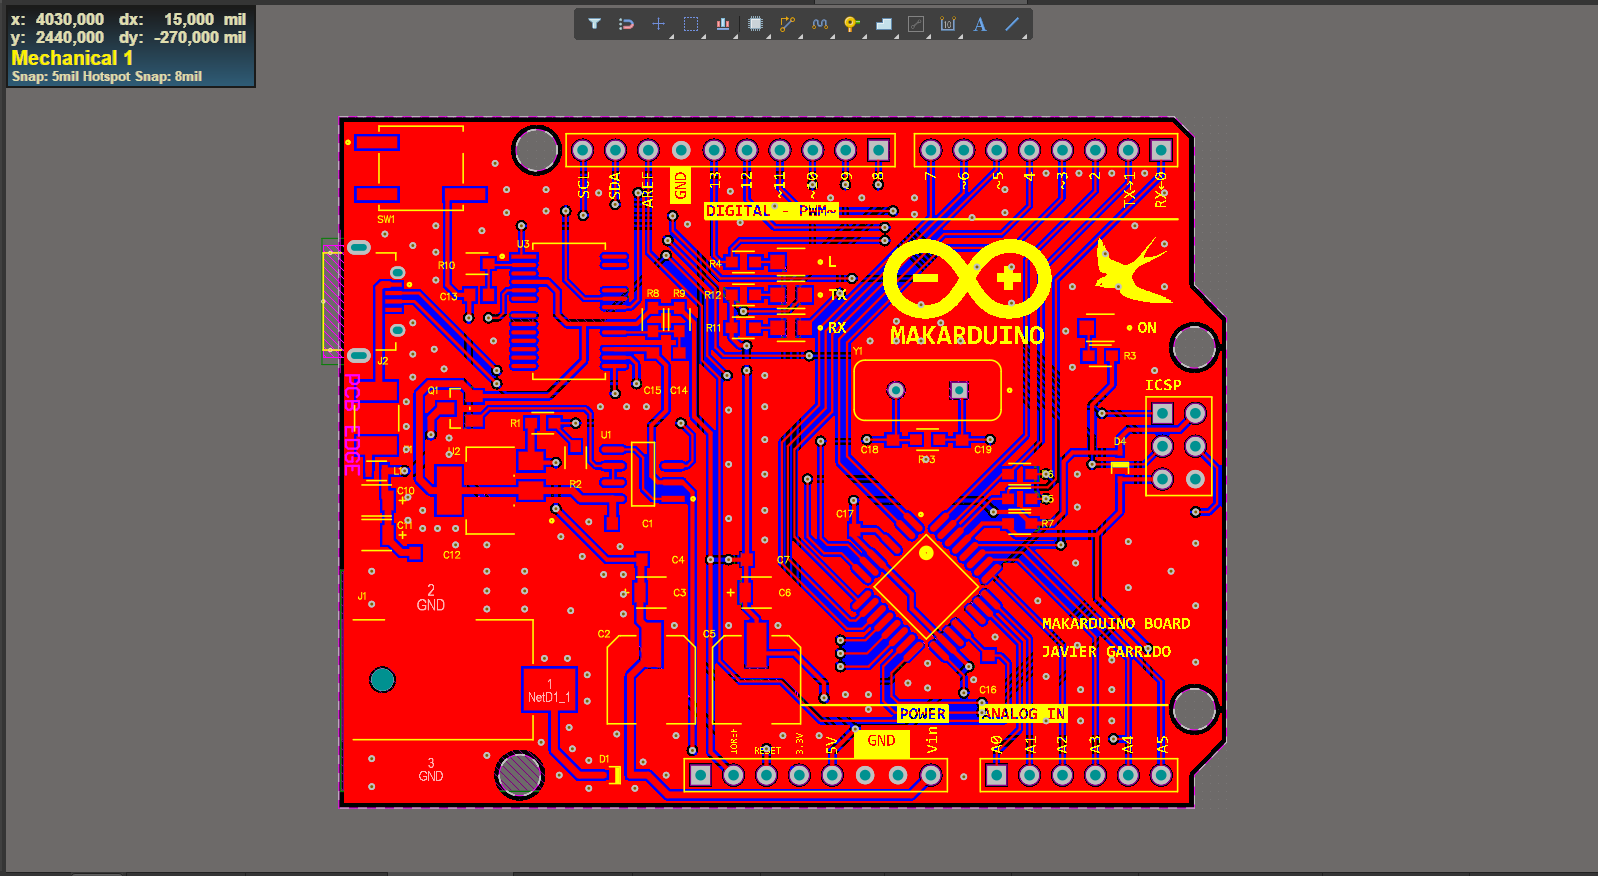 x: 4030,000 dx: 15,000 mil
y: 2440,000 dy: -270,000 mil
Mechanical 1
Snap: 5mil Hotspot Snap: 8mil
SCL
SDA
AREF
GND
13
12
~11
~10
~9
8
7
~6
~5
4
~3
2
TX→1
RX←0
DIGITAL - PWM~
SW1
U3
R10
C13
R4
L
R12
TX
R11
RX
R8
R9
MAKARDUINO
ON
R3
Y1
J2
PCB EDGE
Q1
C15
C14
ICSP
R1
U1
U2
R2
C18
C19
D4
C10
C11
C12
C1
C17
R7
C4
C7
C3
C6
J1
2
GND
C2
C5
MAKARDUINO BOARD
JAVIER GARRIDO
1
NetD1_1
C16
POWER
ANALOG IN
IOREF
RESET
3.3V
5V
GND
Vin
A0
A1
A2
A3
A4
A5
3
GND
D1